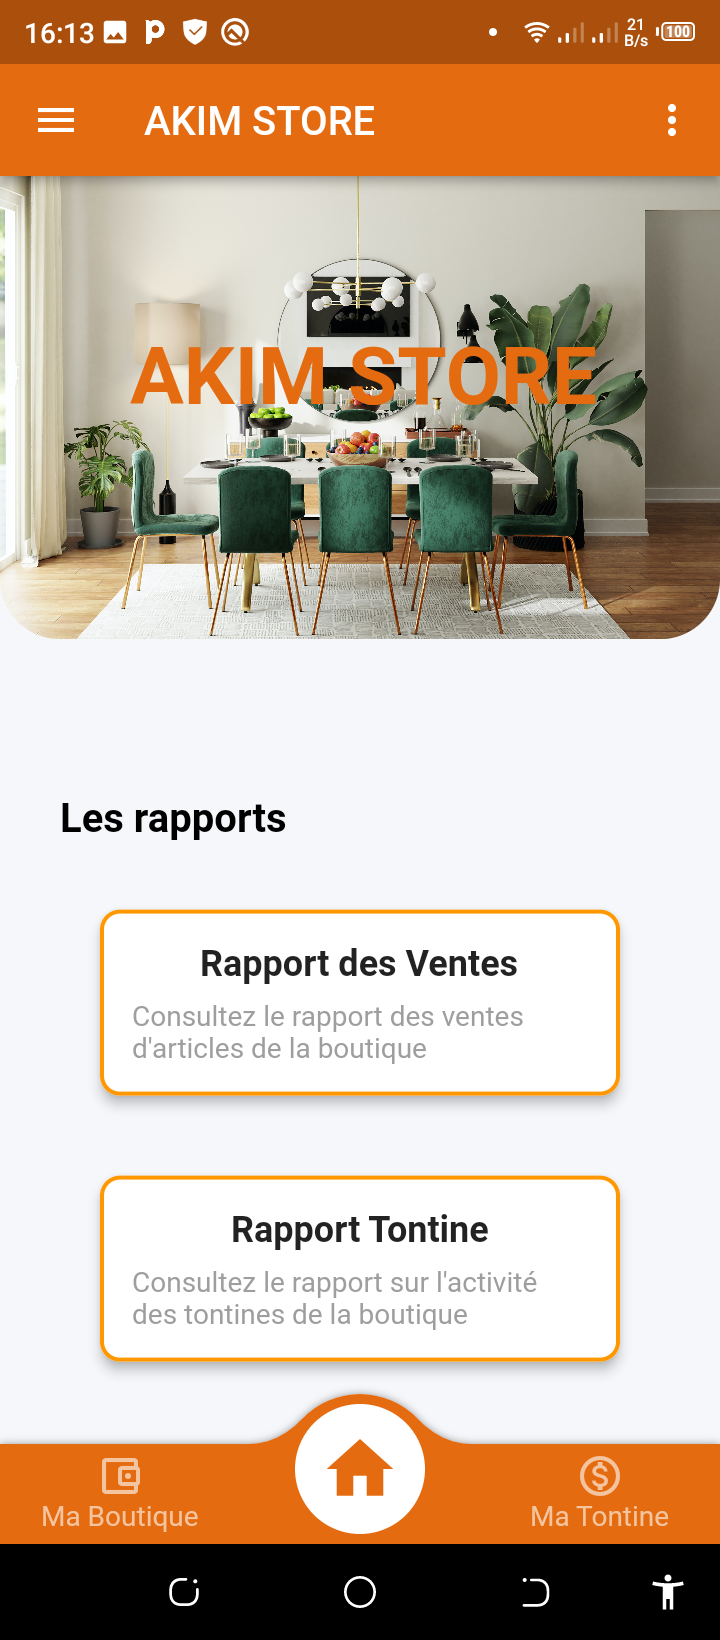 16:13
21
B/s
100
AKIM STORE
AKIM STORE
Les rapports
Rapport des Ventes
Consultez le rapport des ventes
d'articles de la boutique
Rapport Tontine
Consultez le rapport sur l'activité
des tontines de la boutique
Ma Boutique
Ma Tontine